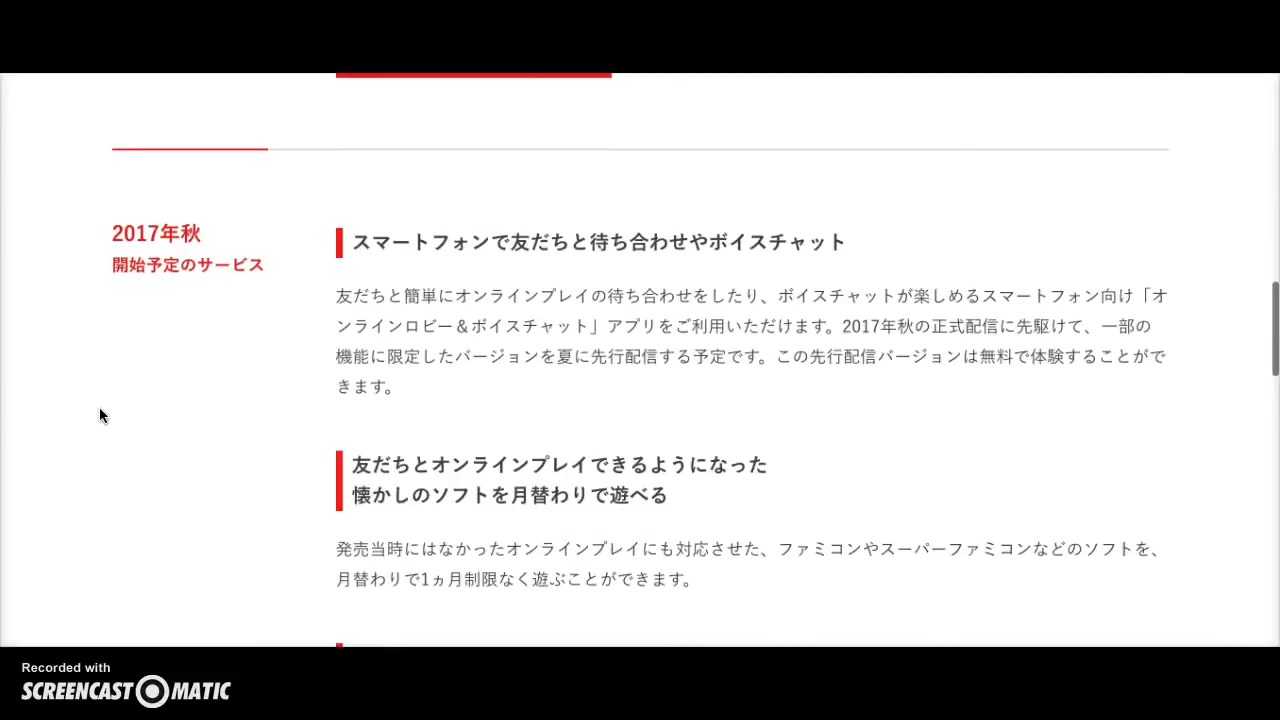 2017年秋
開始予定のサービス
スマートフォンで友だちと待ち合わせやボイスチャット
友だちと簡単にオンラインプレイの待ち合わせをしたり、ボイスチャットが楽しめるスマートフォン向け「オ
ンラインロビー＆ボイスチャット」アプリをご利用いただけます。2017年秋の正式配信に先駆けて、一部の
機能に限定したバージョンを夏に先行配信する予定です。この先行配信バージョンは無料で体験することがで
きます。
友だちとオンラインプレイできるようになった
懐かしのソフトを月替わりで遊べる
発売当時にはなかったオンラインプレイにも対応させた、ファミコンやスーパーファミコンなどのソフトを、
月替わりで1ヵ月制限なく遊ぶことができます。
Recorded with
SCREENCAST MATIC